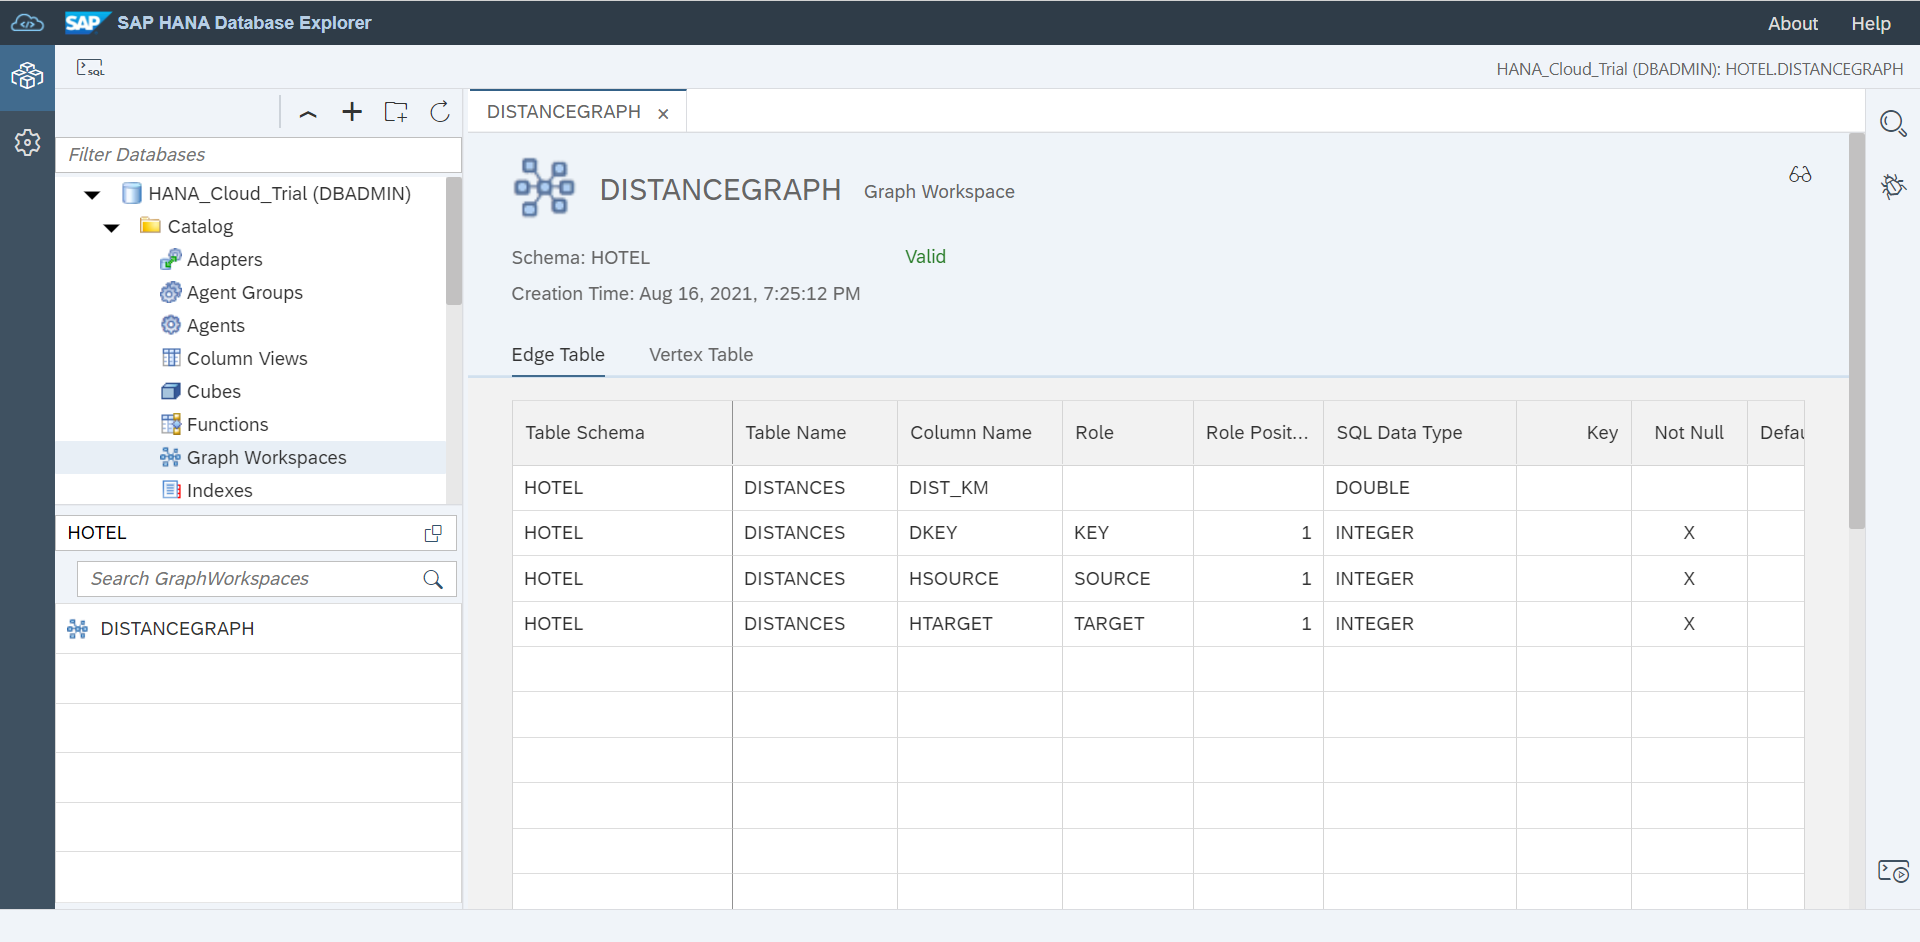 SAP SAP HANA Database Explorer About Help
SQL HANA_Cloud_Trial (DBADMIN): HOTEL.DISTANCEGRAPH
DISTANCEGRAPH
Filter Databases
HANA_Cloud_Trial (DBADMIN)
Catalog
Adapters
Agent Groups
Agents
Column Views
Cubes
Functions
Graph Workspaces
Indexes
HOTEL
Search GraphWorkspaces
DISTANCEGRAPH
DISTANCEGRAPH Graph Workspace
Schema: HOTEL Valid
Creation Time: Aug 16, 2021, 7:25:12 PM
Edge Table Vertex Table
Table Schema Table Name Column Name Role Role Posit... SQL Data Type Key Not Null Defau
HOTEL DISTANCES DIST_KM DOUBLE
HOTEL DISTANCES DKEY KEY 1 INTEGER X
HOTEL DISTANCES HSOURCE SOURCE 1 INTEGER X
HOTEL DISTANCES HTARGET TARGET 1 INTEGER X